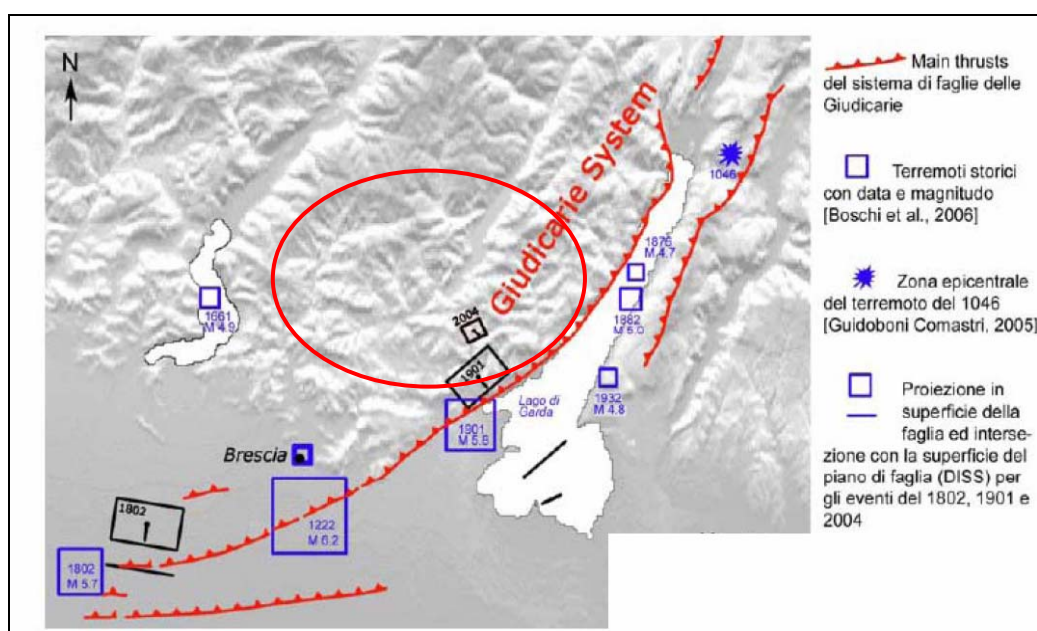 N
Giudicarie System
1046
1876
M 4.7
1661
M 4.9
2004
1882
M 5.0
1901
1932
M 4.8
Lago di
Garda
1901
M 5.8
Brescia
1802
1222
M 6.2
1802
M 5.7
Main thrusts
del sistema di faglie delle
Giudicarie
Terremoti storici
con data e magnitudo
[Boschi et al., 2006]
Zona epicentrale
del terremoto del 1046
[Guidoboni Comastri, 2005]
Proiezione in
superficie della
faglia ed interse-
zione con la superficie del
piano di faglia (DISS) per
gli eventi del 1802, 1901 e
2004